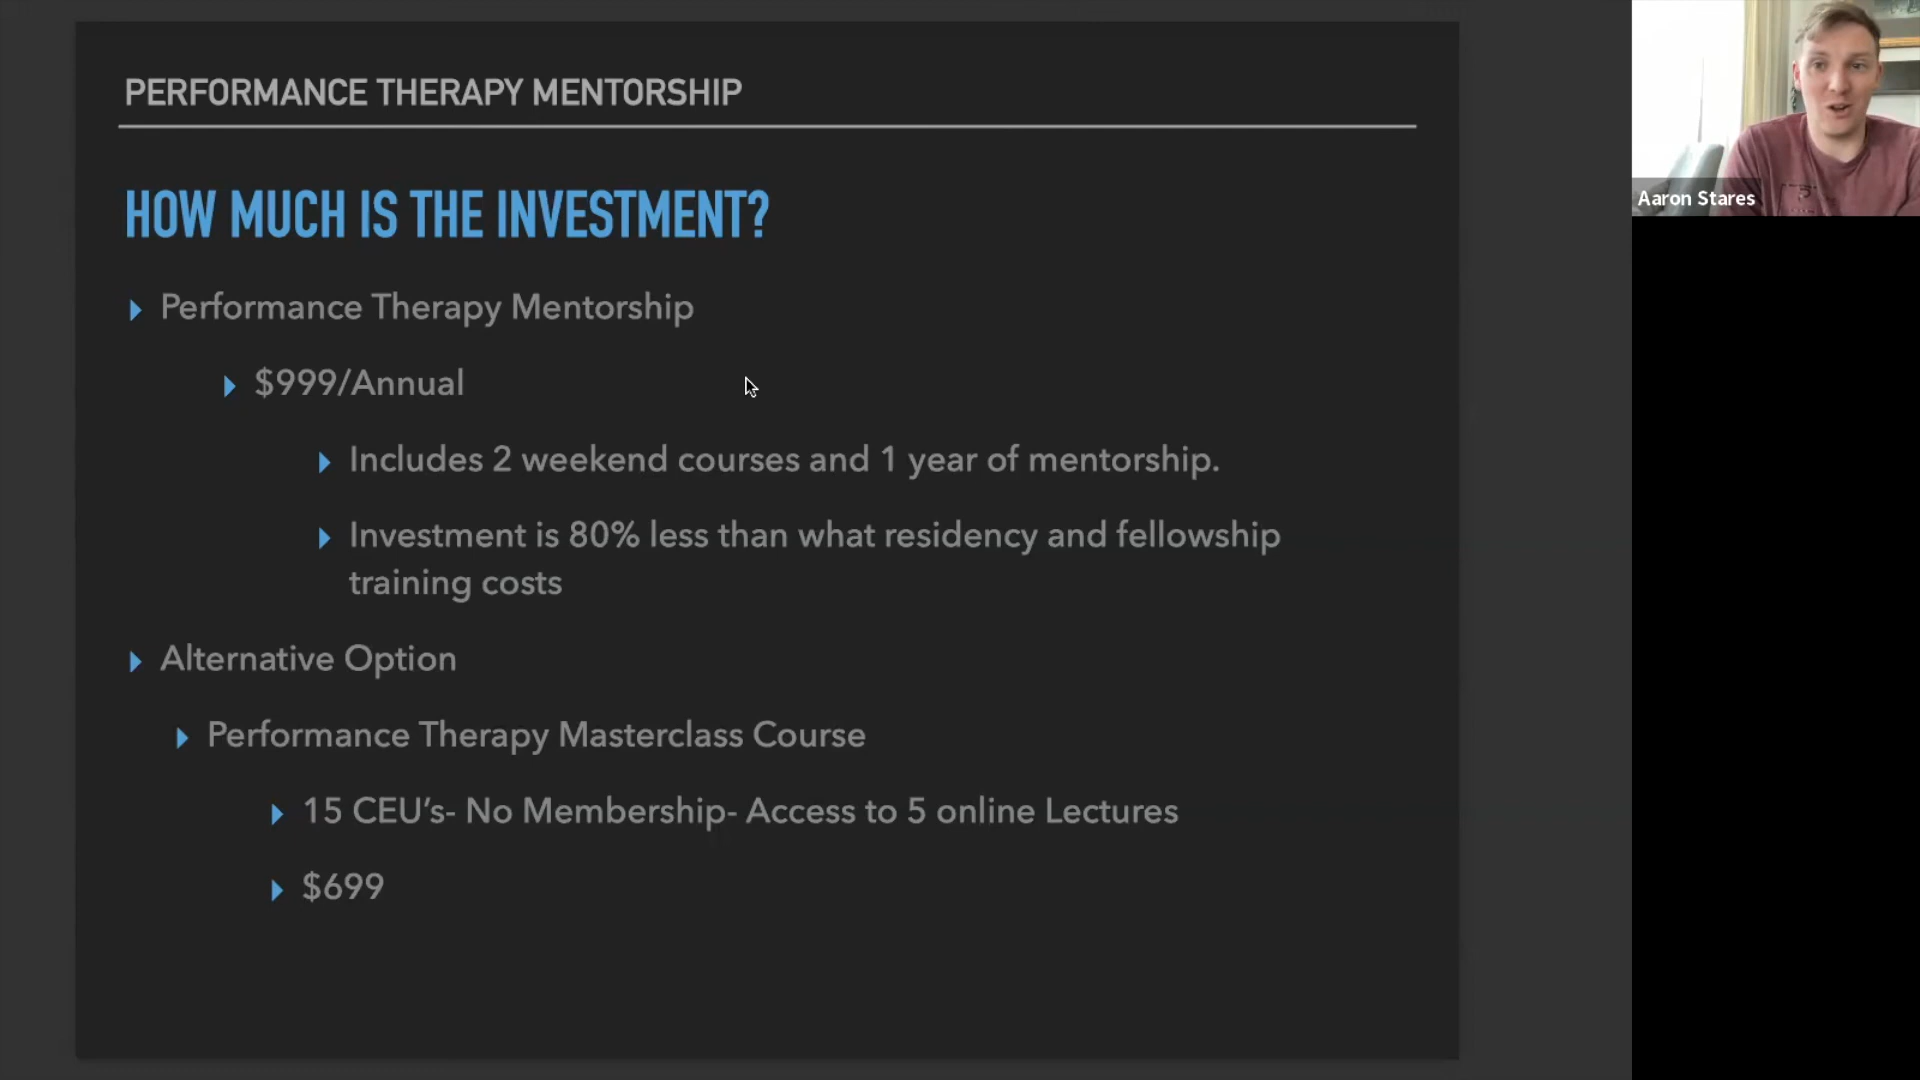 PERFORMANCE THERAPY MENTORSHIP
HOW MUCH IS THE INVESTMENT?
Performance Therapy Mentorship
$999/Annual
Includes 2 weekend courses and 1 year of mentorship.
Investment is 80% less than what residency and fellowship
training costs
Alternative Option
Performance Therapy Masterclass Course
15 CEU’s- No Membership- Access to 5 online Lectures
$699
Aaron Stares